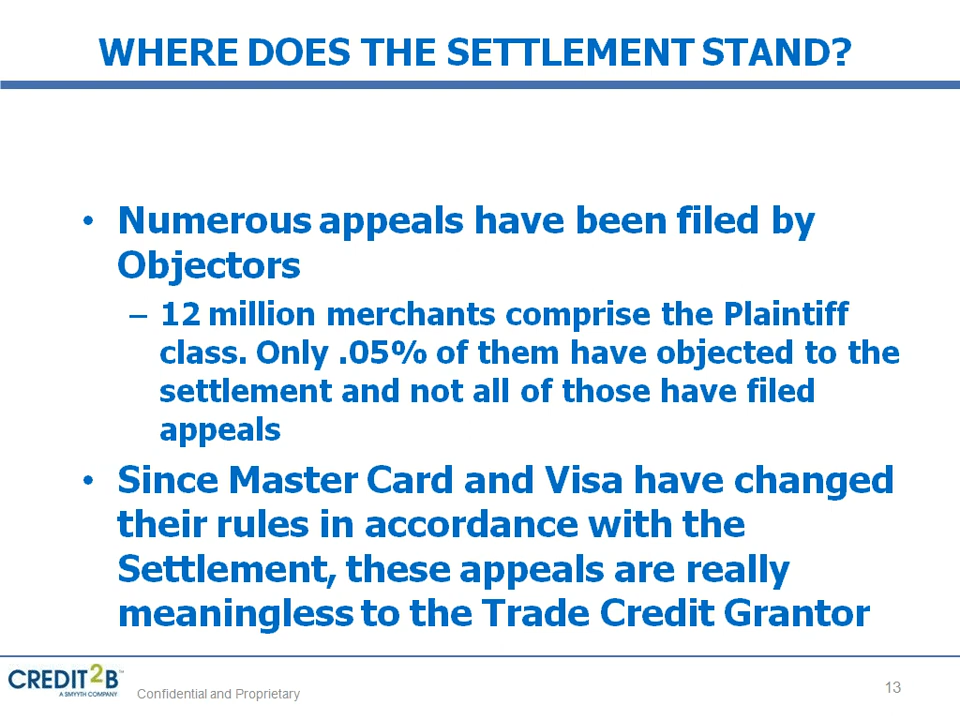 WHERE DOES THE SETTLEMENT STAND?
• Numerous appeals have been filed by
Objectors
– 12 million merchants comprise the Plaintiff
class. Only .05% of them have objected to the
settlement and not all of those have filed
appeals
• Since Master Card and Visa have changed
their rules in accordance with the
Settlement, these appeals are really
meaningless to the Trade Credit Grantor
CREDIT2B™
A SMYYTH COMPANY
Confidential and Proprietary
13